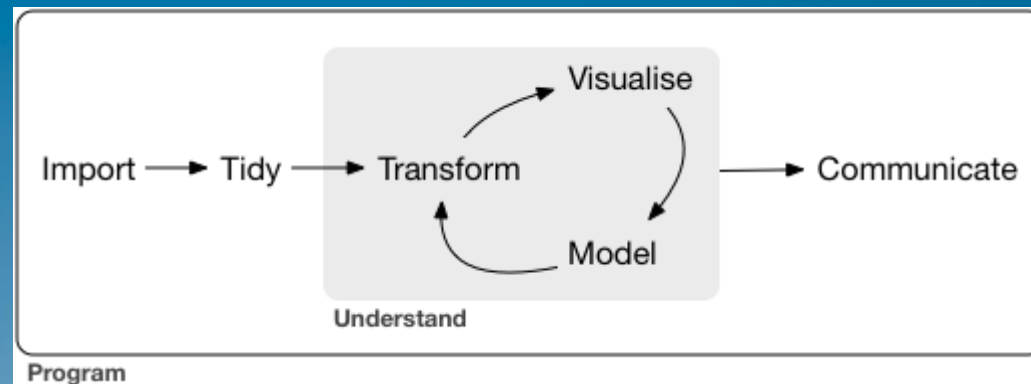 Visualise
Import Tidy Transform Communicate
Model
Understand
Program